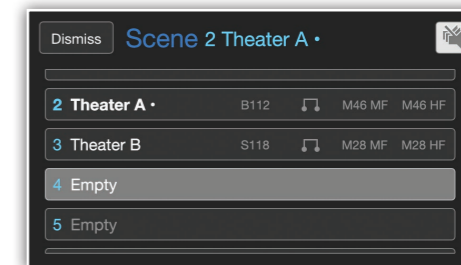 Dismiss Scene 2 Theater A •
2 Theater A • B112 M46 MF M46 HF
3 Theater B S118 M28 MF M28 HF
4 Empty
5 Empty